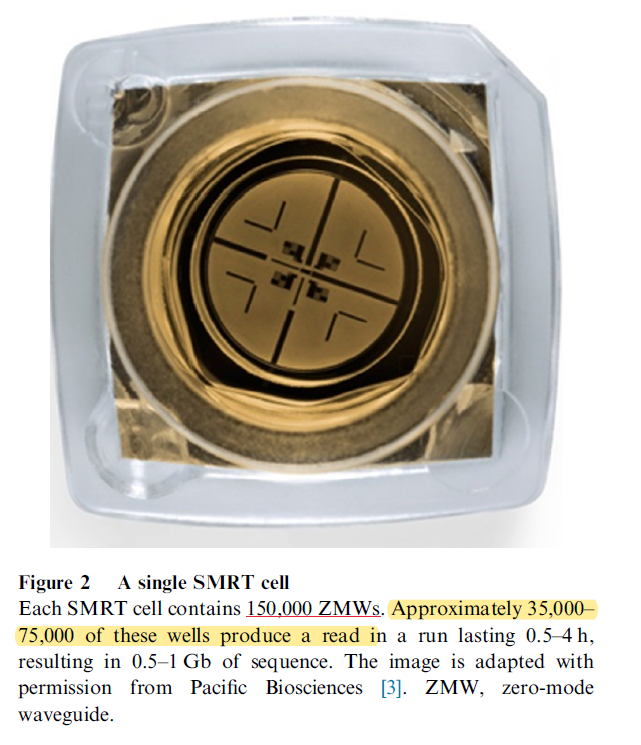 Figure 2 A single SMRT cell
Each SMRT cell contains 150,000 ZMWs. Approximately 35,000–
75,000 of these wells produce a read in a run lasting 0.5–4 h,
resulting in 0.5–1 Gb of sequence. The image is adapted with
permission from Pacific Biosciences [3]. ZMW, zero-mode
waveguide.